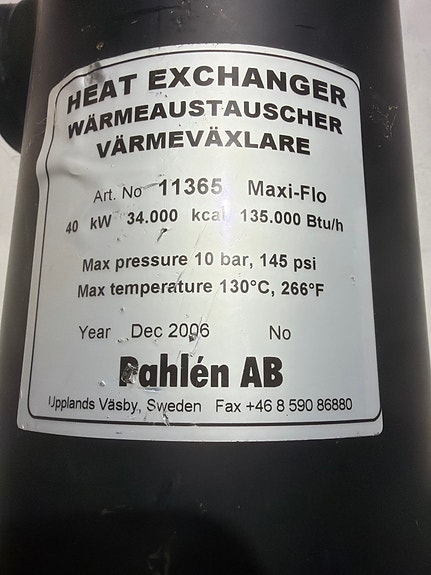 HEAT EXCHANGER
WÄRMEAUSTAUSCHER
VÄRMEVÄXLARE
Art. No 11365 Maxi-Flo
40 kW 34.000 kcal 135.000 Btu/h
Max pressure 10 bar, 145 psi
Max temperature 130°C, 266°F
Year Dec 2006 No
Pahlén AB
Upplands Väsby, Sweden Fax +46 8 590 86880